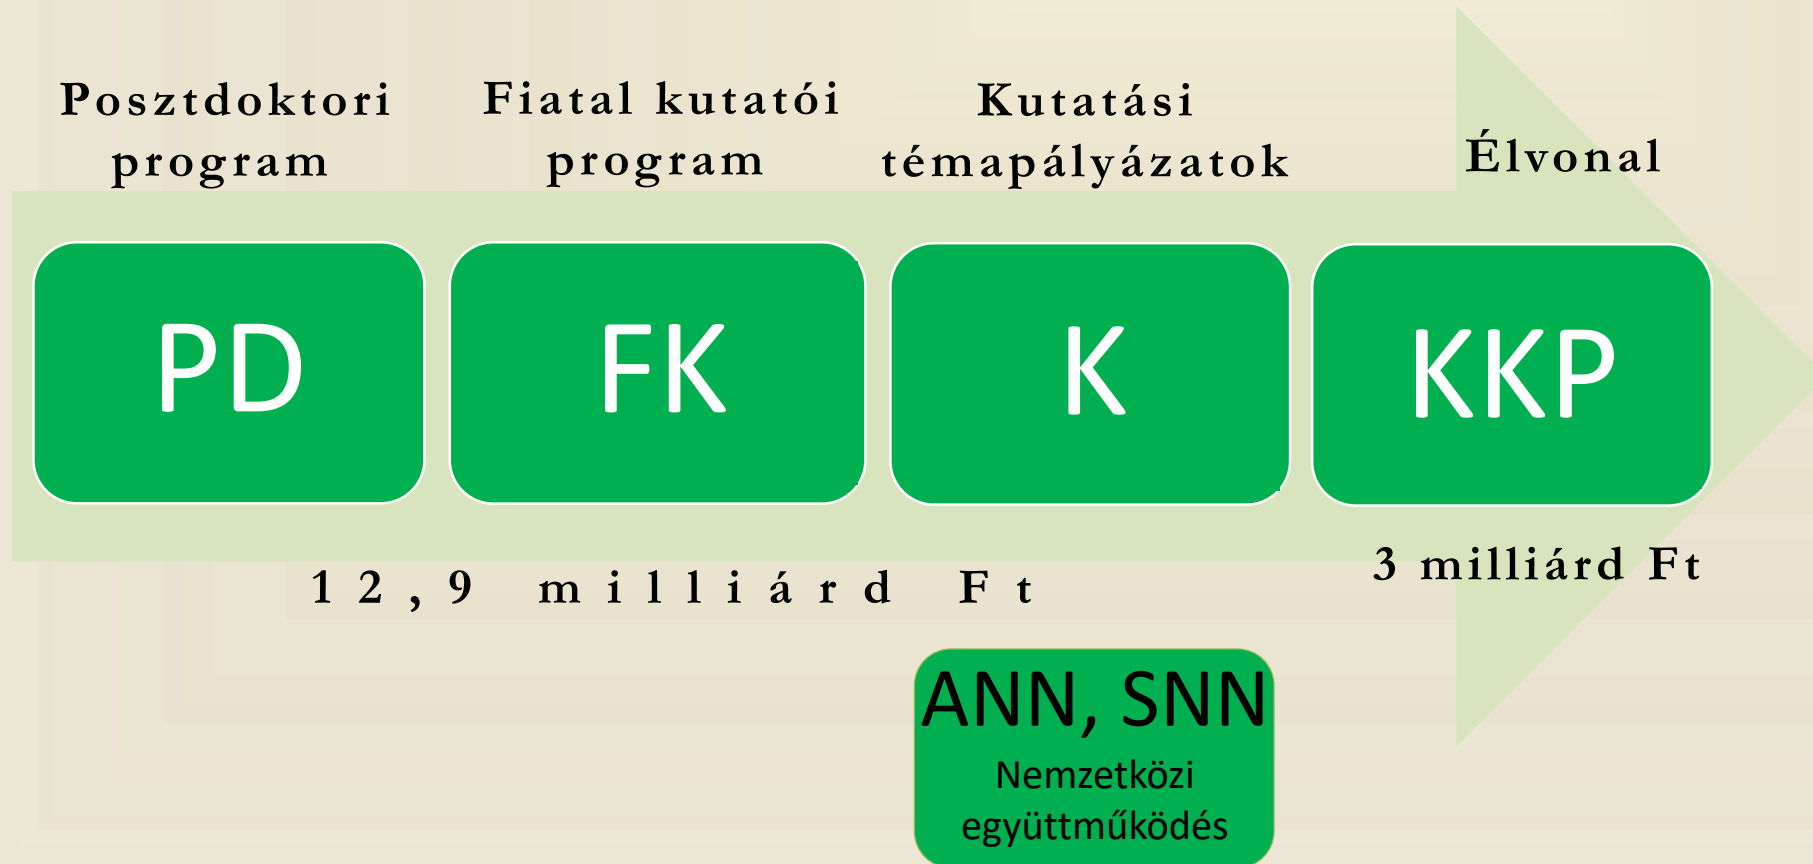 Posztdoktori
program
Fiatal kutatói
program
Kutatási
témapályázatok
Élvonal
PD
FK
K
KKP
12,9 milliárd Ft
3 milliárd Ft
ANN, SNN
Nemzetközi
együttműködés